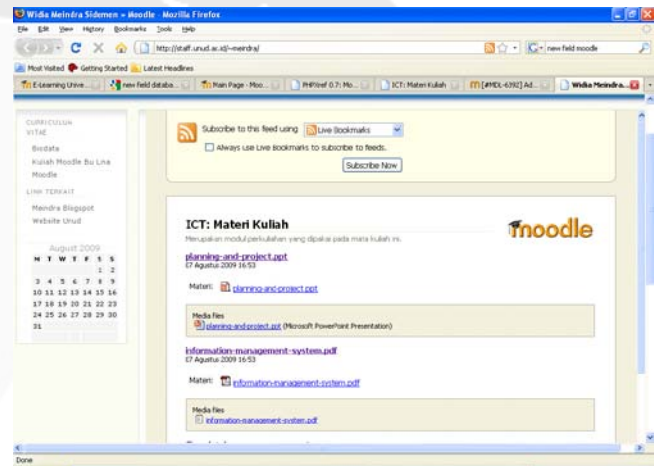 Widia Meindra Sidemen » Moodle - Mozilla Firefox
File Edit View History Bookmarks Tools Help
http://staff.unud.ac.id/~meindra/
new field moodle
Most Visited Getting Started Latest Headlines
E-Learning Unive...
new field databa...
Main Page - Moo...
PHPXref 0.7: Mo...
ICT: Materi Kuliah
[#MDL-6392] Ad...
Widia Meindra...
CURRICULUM
VITAE
Biodata
Kuliah Moodle Bu Lina
Moodle
LINK TERKAIT
Meindra Blogspot
Website Unud
August 2009
M T W T F S S
1 2
3 4 5 6 7 8 9
10 11 12 13 14 15 16
17 18 19 20 21 22 23
24 25 26 27 28 29 30
31
Subscribe to this feed using Live Bookmarks
Always use Live Bookmarks to subscribe to feeds.
Subscribe Now
ICT: Materi Kuliah
moodle
Merupakan modul perkuliahan yang dipakai pada mata kuliah ini.
planning-and-project.ppt
07 Agustus 2009 16:53
Materi: planning-and-project.ppt
Media files
planning-and-project.ppt (Microsoft PowerPoint Presentation)
information-management-system.pdf
07 Agustus 2009 16:53
Materi: information-management-system.pdf
Media files
information-management-system.pdf
Done